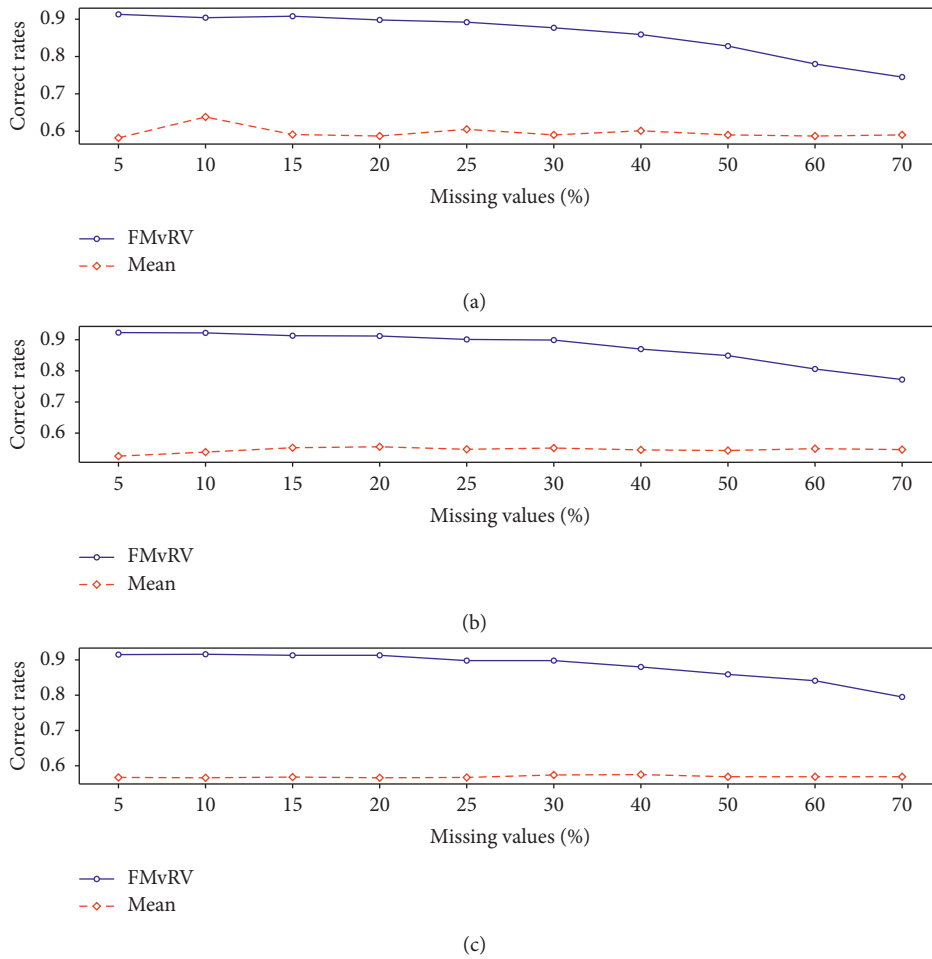 0.9
0.8
0.7
0.6
Correct rates
5 10 15 20 25 30 40 50 60 70
Missing values (%)
FMvRV
Mean
(a)
0.9
0.8
0.7
0.6
Correct rates
5 10 15 20 25 30 40 50 60 70
Missing values (%)
FMvRV
Mean
(b)
0.9
0.8
0.7
0.6
Correct rates
5 10 15 20 25 30 40 50 60 70
Missing values (%)
FMvRV
Mean
(c)